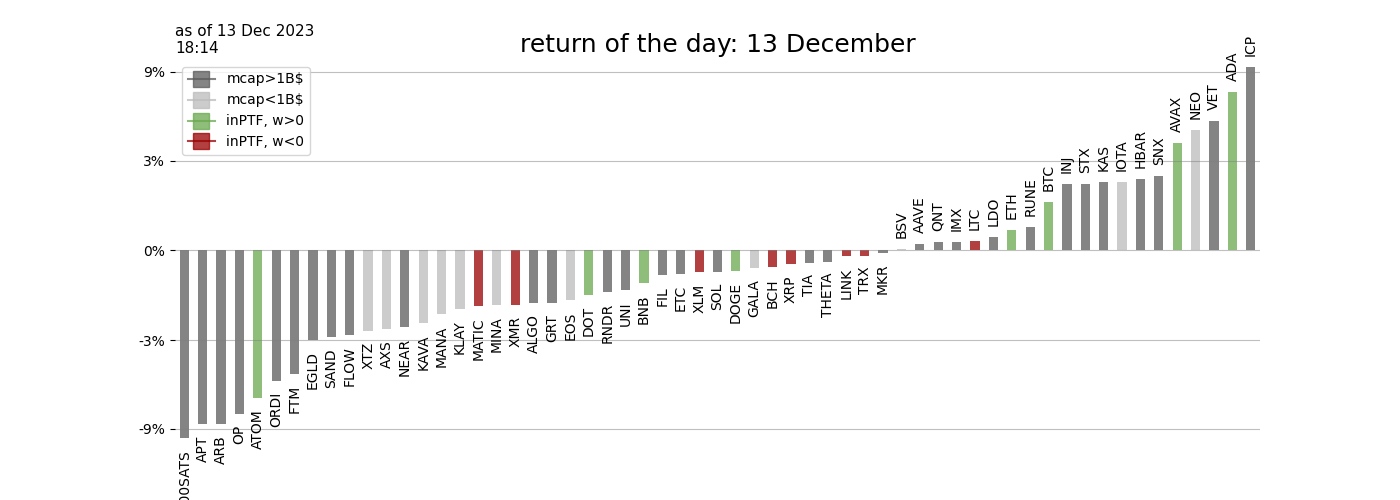 as of 13 Dec 2023
18:14
return of the day: 13 December
mcap>1B$
mcap<1B$
inPTF, w>0
inPTF, w<0
9%
3%
0%
-3%
-9%
APT
ARB
OP
ATOM
ORDI
FTM
EGLD
SAND
FLOW
XTZ
AXS
NEAR
KAVA
MANA
KLAY
MATIC
MINA
XMR
ALGO
GRT
EOS
DOT
RNDR
UNI
BNB
FIL
ETC
XLM
SOL
DOGE
GALA
BCH
XRP
TIA
THETA
LINK
TRX
MKR
BSV
AAVE
QNT
IMX
LTC
LDO
ETH
RUNE
BTC
INJ
STX
KAS
IOTA
HBAR
SNX
AVAX
NEO
VET
ADA
ICP